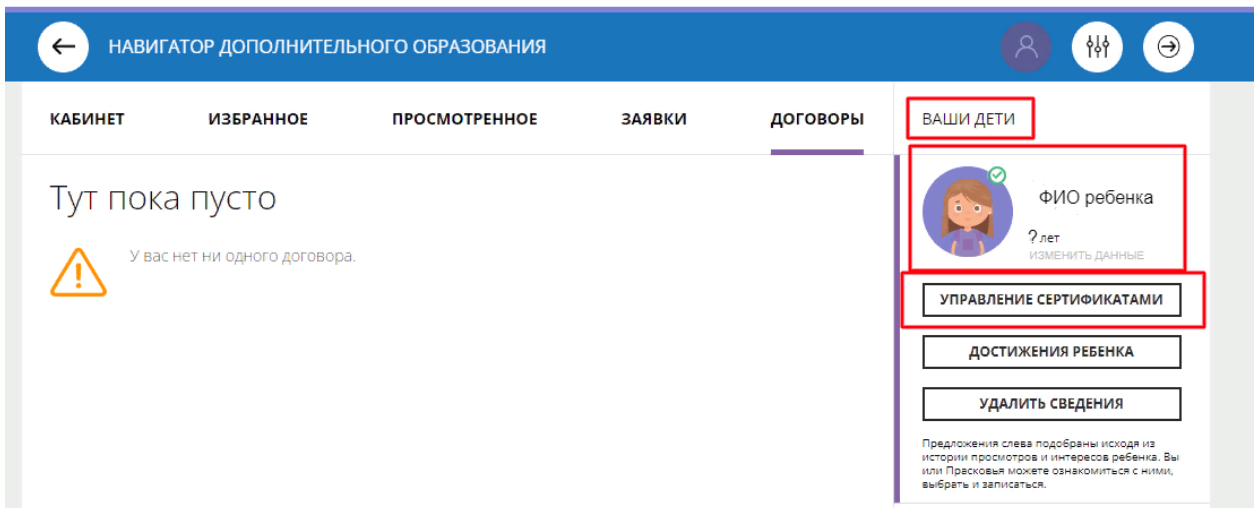 НАВИГАТОР ДОПОЛНИТЕЛЬНОГО ОБРАЗОВАНИЯ
КАБИНЕТ ИЗБРАННОЕ ПРОСМОТРЕННОЕ ЗАЯВКИ ДОГОВОРЫ
Тут пока пусто
У вас нет ни одного договора.
ВАШИ ДЕТИ
ФИО ребенка
? лет
ИЗМЕНИТЬ ДАННЫЕ
УПРАВЛЕНИЕ СЕРТИФИКАТАМИ
ДОСТИЖЕНИЯ РЕБЕНКА
УДАЛИТЬ СВЕДЕНИЯ
Предложения слева подобраны исходя из
истории просмотров и интересов ребенка. Вы
или Прасковья можете ознакомиться с ними,
выбрать и записаться.